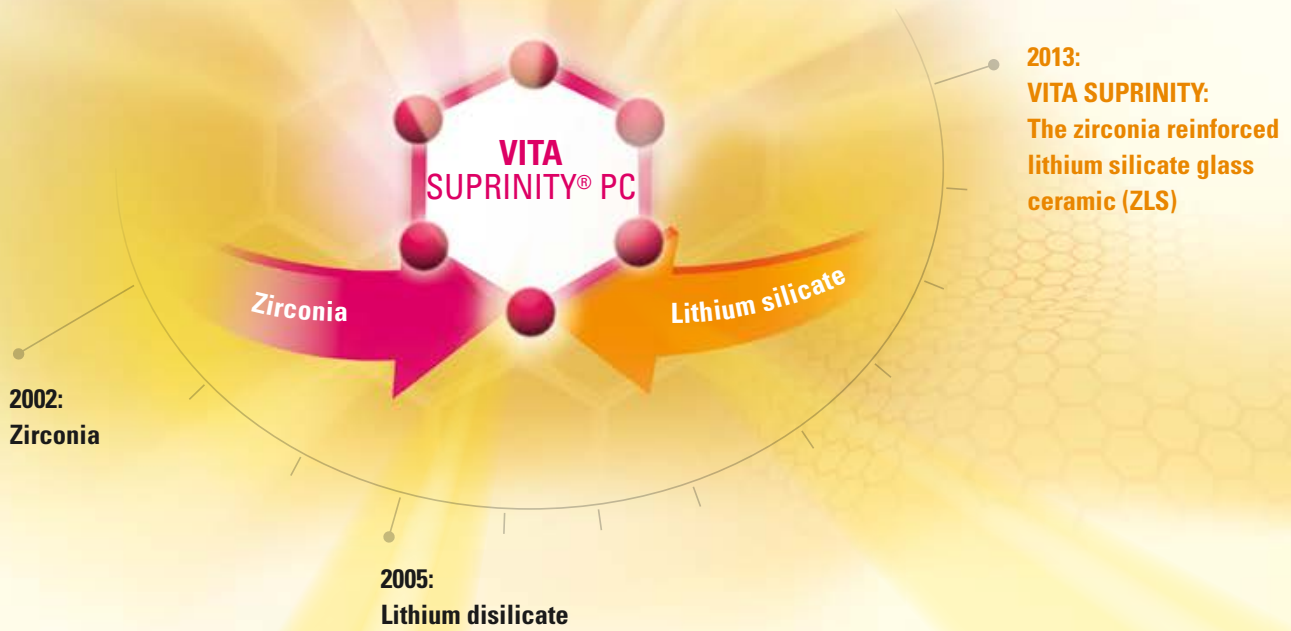 2013:
VITA SUPRINITY:
The zirconia reinforced
lithium silicate glass
ceramic (ZLS)
VITA
SUPRINITY® PC
Zirconia
Lithium silicate
2002:
Zirconia
2005:
Lithium disilicate